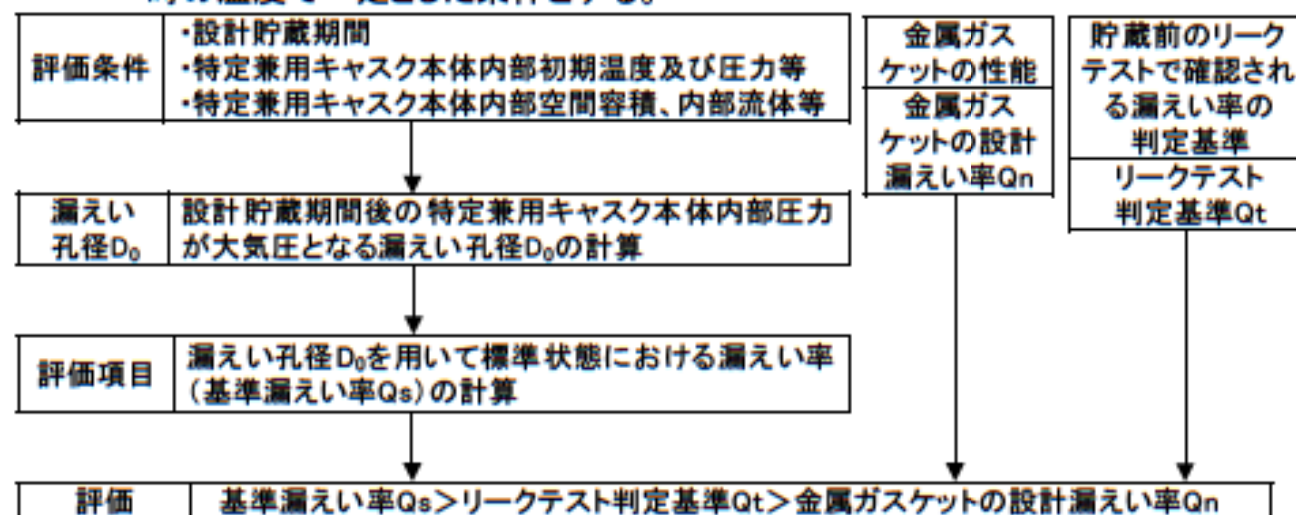 評価条件
・設計貯蔵期間
・特定兼用キャスク本体内部初期温度及び圧力等
・特定兼用キャスク本体内部空間容積、内部流体等
金属ガス
ケットの性能
金属ガス
ケットの設計
漏えい率Qn
貯蔵前のリーク
テストで確認され
る漏えい率の
判定基準
リークテスト
判定基準Qt
漏えい
孔径D₀
設計貯蔵期間後の特定兼用キャスク本体内部圧力
が大気圧となる漏えい孔径D₀の計算
評価項目
漏えい孔径D₀を用いて標準状態における漏えい率
(基準漏えい率Qs)の計算
評価
基準漏えい率Qs>リークテスト判定基準Qt>金属ガスケットの設計漏えい率Qn